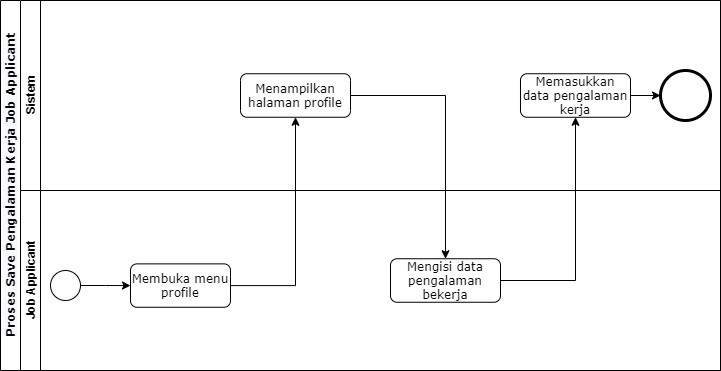 Proses Save Pengalaman Kerja Job Applicant
Sistem
Menampilkan
halaman profile
Memasukkan
data pengalaman
kerja
Job Applicant
Membuka menu
profile
Mengisi data
pengalaman
bekerja